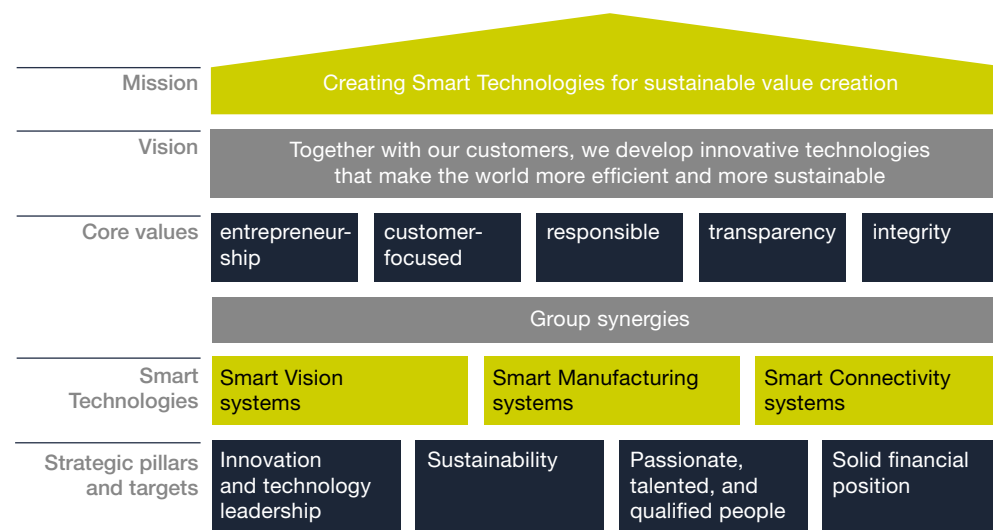 Mission
Creating Smart Technologies for sustainable value creation
Vision
Together with our customers, we develop innovative technologies
that make the world more efficient and more sustainable
Core values
entrepreneur-
ship
customer-
focused
responsible
transparency
integrity
Group synergies
Smart
Technologies
Smart Vision
systems
Smart Manufacturing
systems
Smart Connectivity
systems
Strategic pillars
and targets
Innovation
and technology
leadership
Sustainability
Passionate,
talented, and
qualified people
Solid financial
position